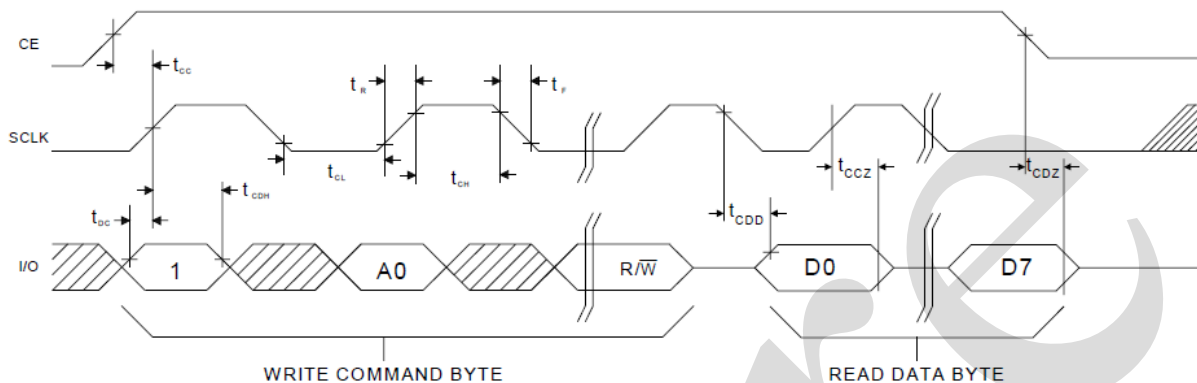 CE
t CC
t R
t F
SCLK
t CL
t CH
t CCZ
t CDZ
t CDH
t DC
t CDD
I/O
1
A0
R/W̅
D0
D7
WRITE COMMAND BYTE
READ DATA BYTE